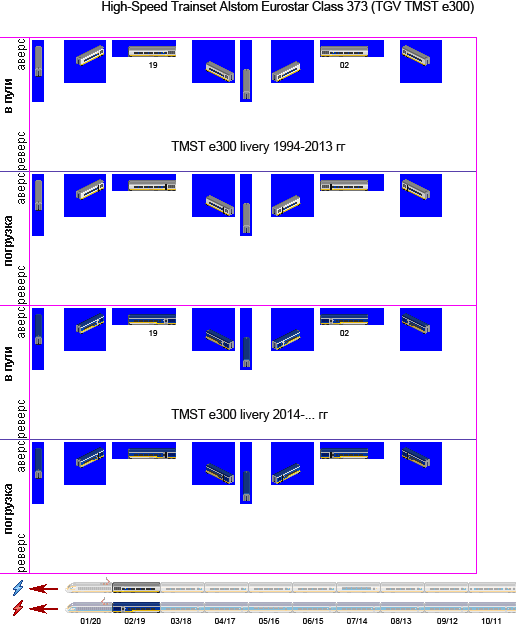 High-Speed Trainset Alstom Eurostar Class 373 (TGV TMST e300)
в пути
аверс
реверс
19
02
TMST e300 livery 1994-2013 гг
погрузка
аверс
реверс
в пути
аверс
реверс
19
02
TMST e300 livery 2014-... гг
погрузка
аверс
реверс
01/20 02/19 03/18 04/17 05/16 06/15 07/14 08/13 09/12 10/11